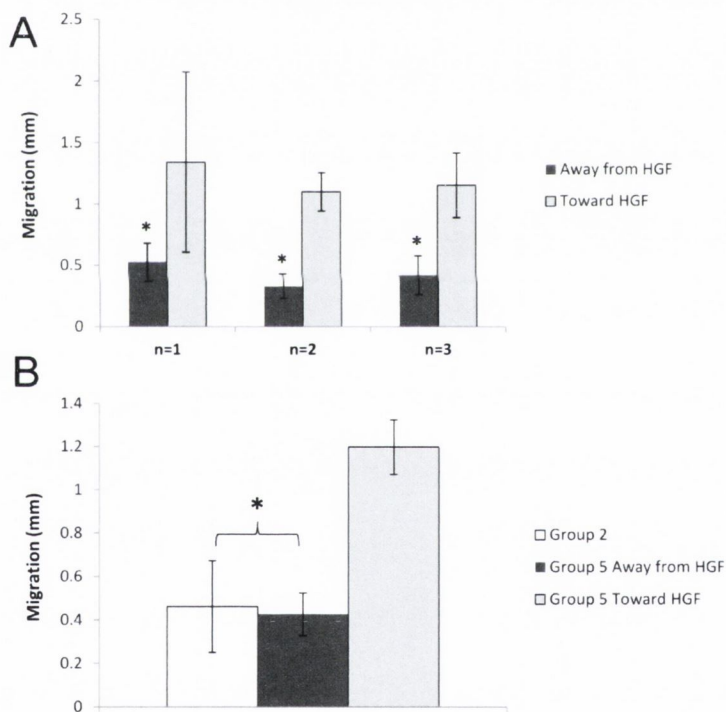 A
2.5
2
1.5
1
0.5
0
Migration (mm)
*
*
*
n=1
n=2
n=3
Away from HGF
Toward HGF
B
1.4
1.2
1
0.8
0.6
0.4
0.2
0
Migration (mm)
*
Group 2
Group 5 Away from HGF
Group 5 Toward HGF